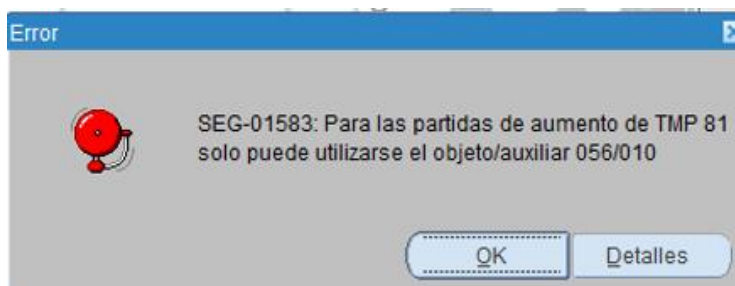 Error
SEG-01583: Para las partidas de aumento de TMP 81
solo puede utilizarse el objeto/auxiliar 056/010
OK
Detalles